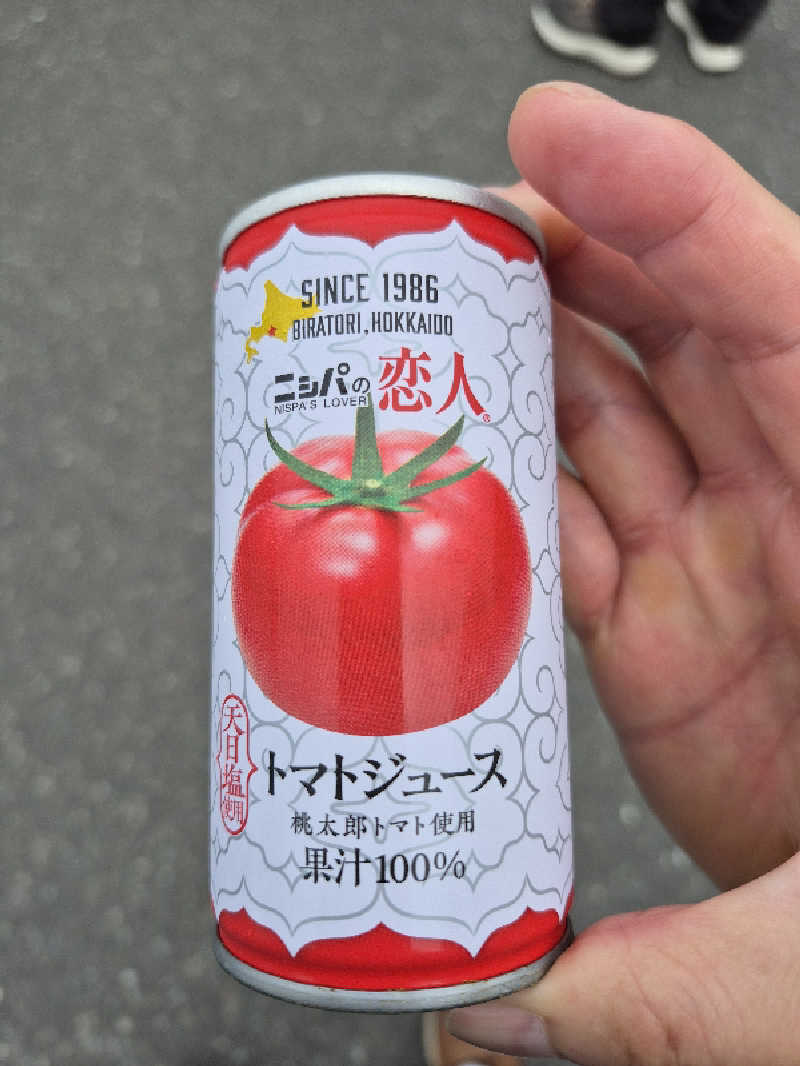 SINCE 1986
BIRATORI, HOKKAIDO
ニシパの恋人®
NISPA'S LOVER
天日塩
使用
トマトジュース
桃太郎トマト使用
果汁100%